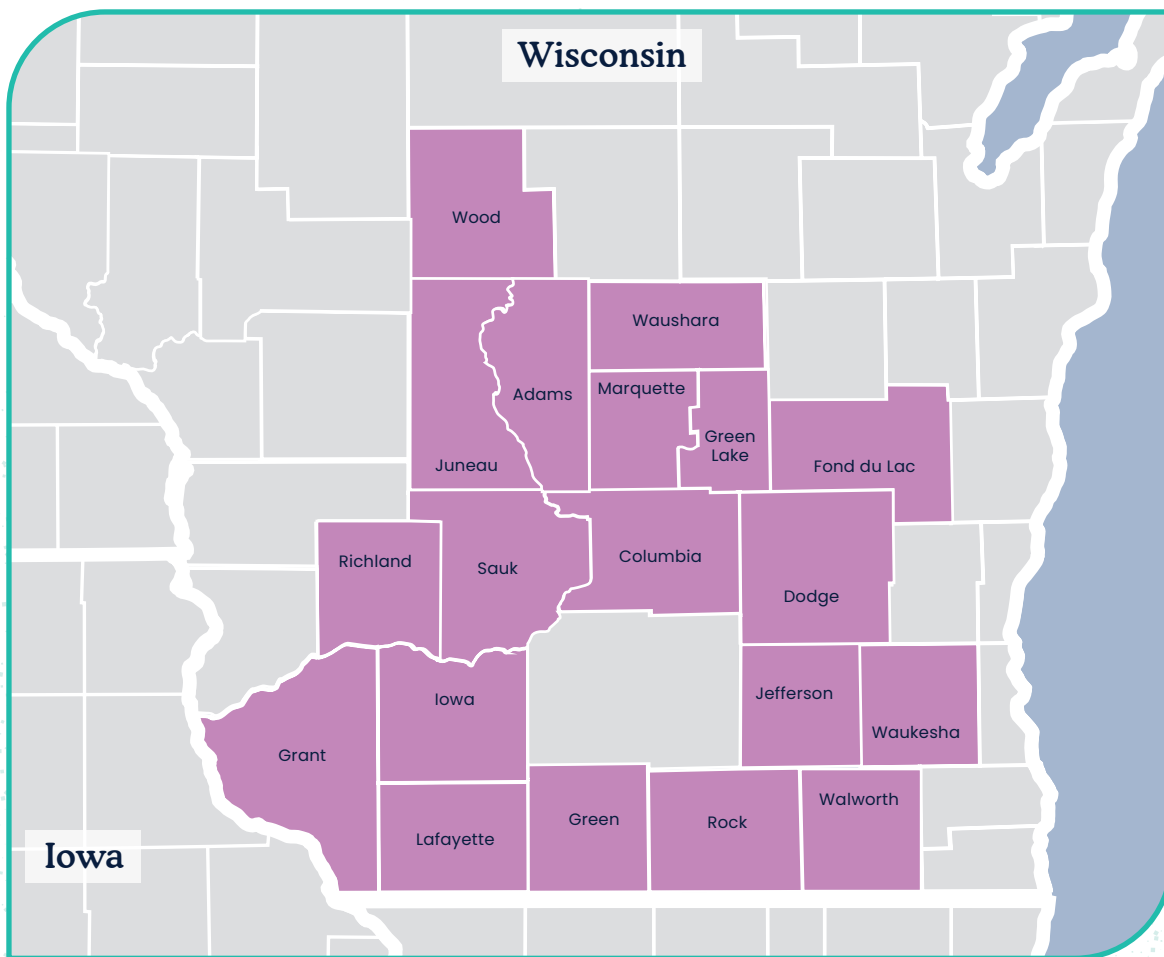 Wisconsin
Wood
Waushara
Marquette
Adams
Green
Lake
Juneau
Fond du Lac
Richland
Sauk
Columbia
Dodge
Iowa
Jefferson
Waukesha
Grant
Walworth
Green
Rock
Lafayette
Iowa